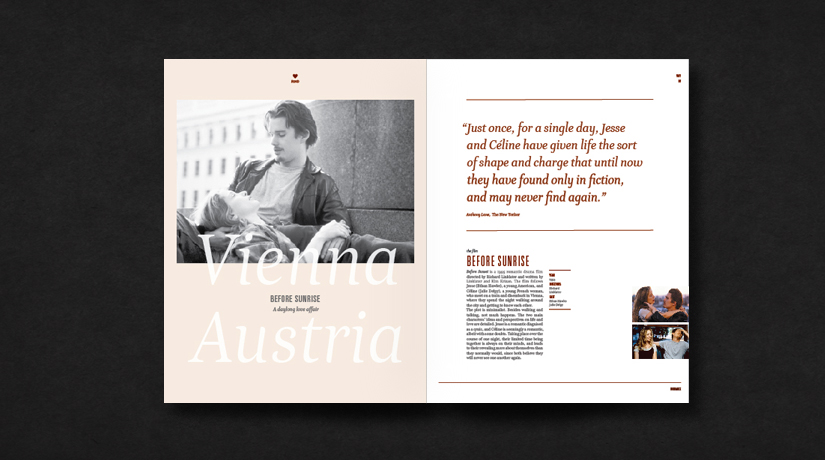 Vienna
BEFORE SUNRISE
A daylong love affair
Austria
“Just once, for a single day, Jesse
and Céline have given life the sort
of shape and charge that until now
they have found only in fiction,
and may never find again.”
Anthony Lane, The New Yorker
the film
BEFORE SUNRISE
Before Sunrise is a 1995 romantic drama film
directed by Richard Linklater and written by
Linklater and Kim Krizan. The film follows
Jesse (Ethan Hawke), a young American, and
Céline (Julie Delpy), a young French woman,
who meet on a train and disembark in Vienna,
where they spend the night walking around
the city and getting to know each other.
The plot is minimalist. Besides walking and
talking, not much happens. The two main
characters' ideas and perspectives on life and
love are detailed. Jesse is a romantic disguised
as a cynic, and Céline is seemingly a romantic,
albeit with some doubts. Taking place over the
course of one night, their limited time being
together is always on their minds, and leads
to their revealing more about themselves than
they normally would, since both believe they
will never see one another again.
Richard
Linklater
Ethan Hawke
Julie Delpy